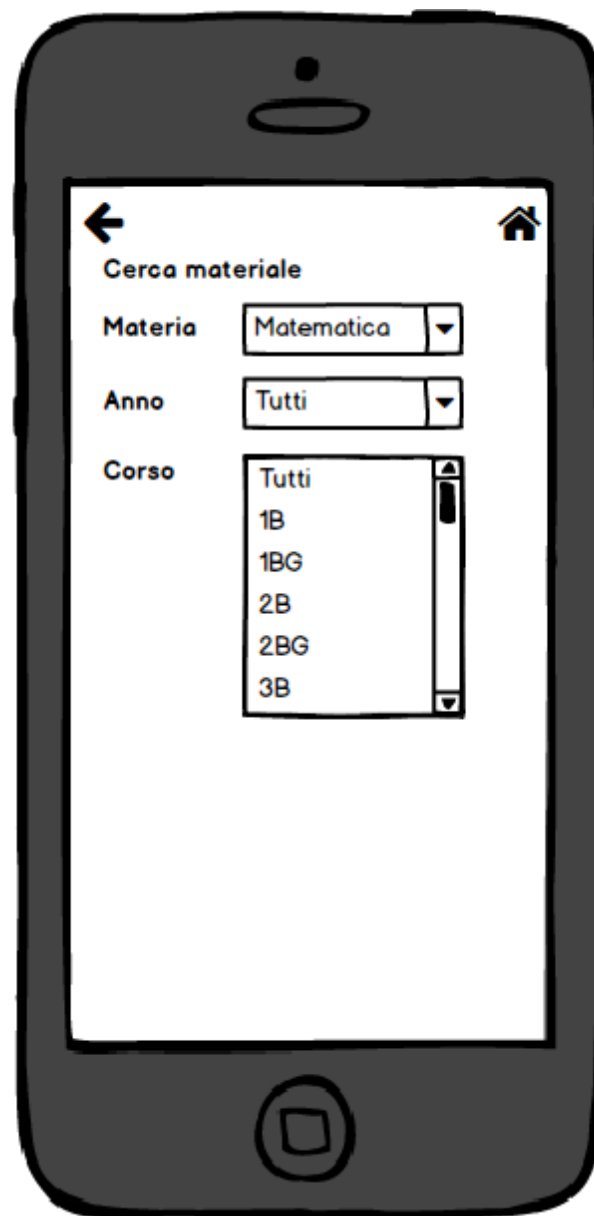 Cerca materiale
Materia Matematica
Anno Tutti
Corso Tutti
1B
1BG
2B
2BG
3B